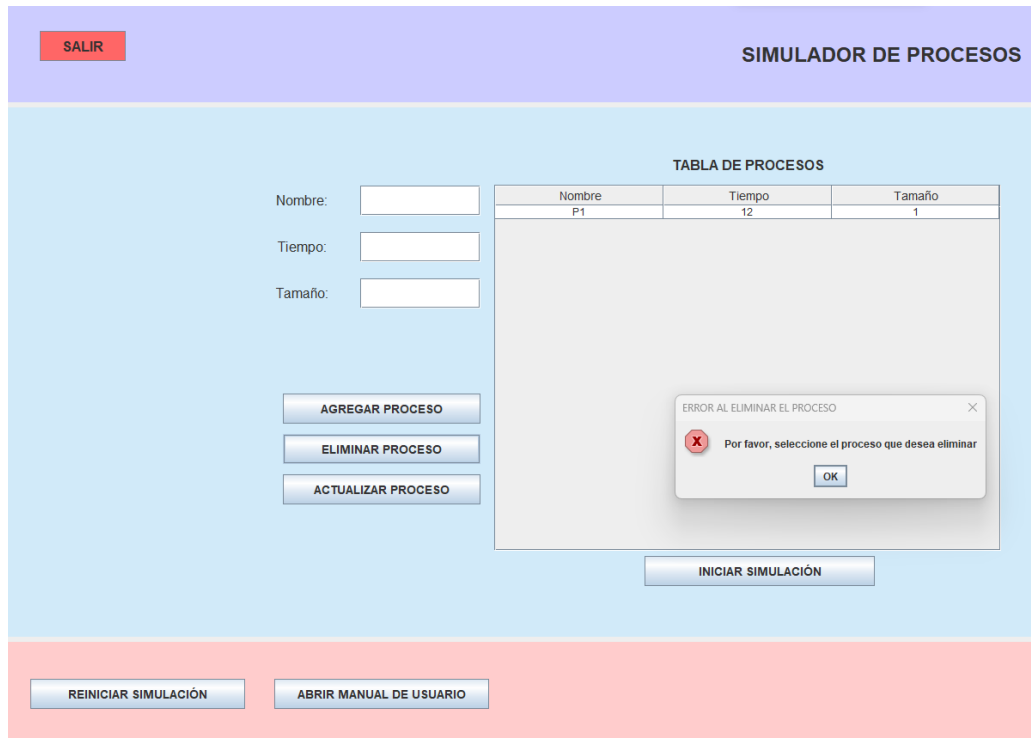 SALIR
SIMULADOR DE PROCESOS
TABLA DE PROCESOS
Nombre:
Tiempo:
Tamaño:
Nombre Tiempo Tamaño
P1 12 1
AGREGAR PROCESO
ELIMINAR PROCESO
ACTUALIZAR PROCESO
ERROR AL ELIMINAR EL PROCESO
Por favor, seleccione el proceso que desea eliminar
OK
INICIAR SIMULACIÓN
REINICIAR SIMULACIÓN
ABRIR MANUAL DE USUARIO